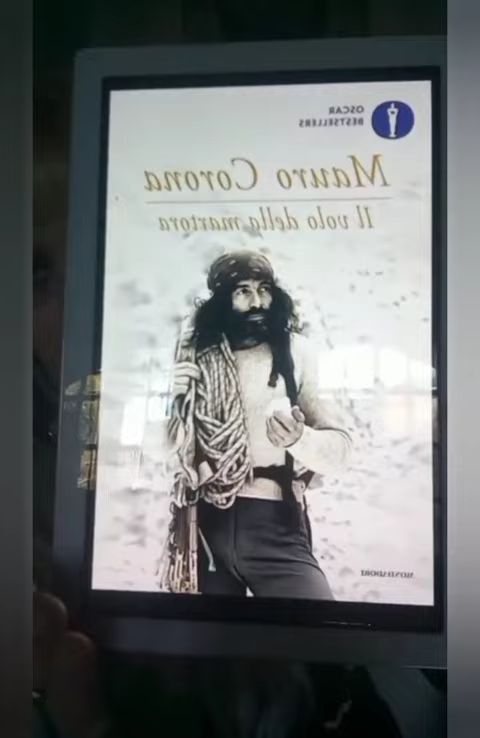 OSCAR
BESTSELLERS
Mauro Corona
Il volo della martora
MONDADORI